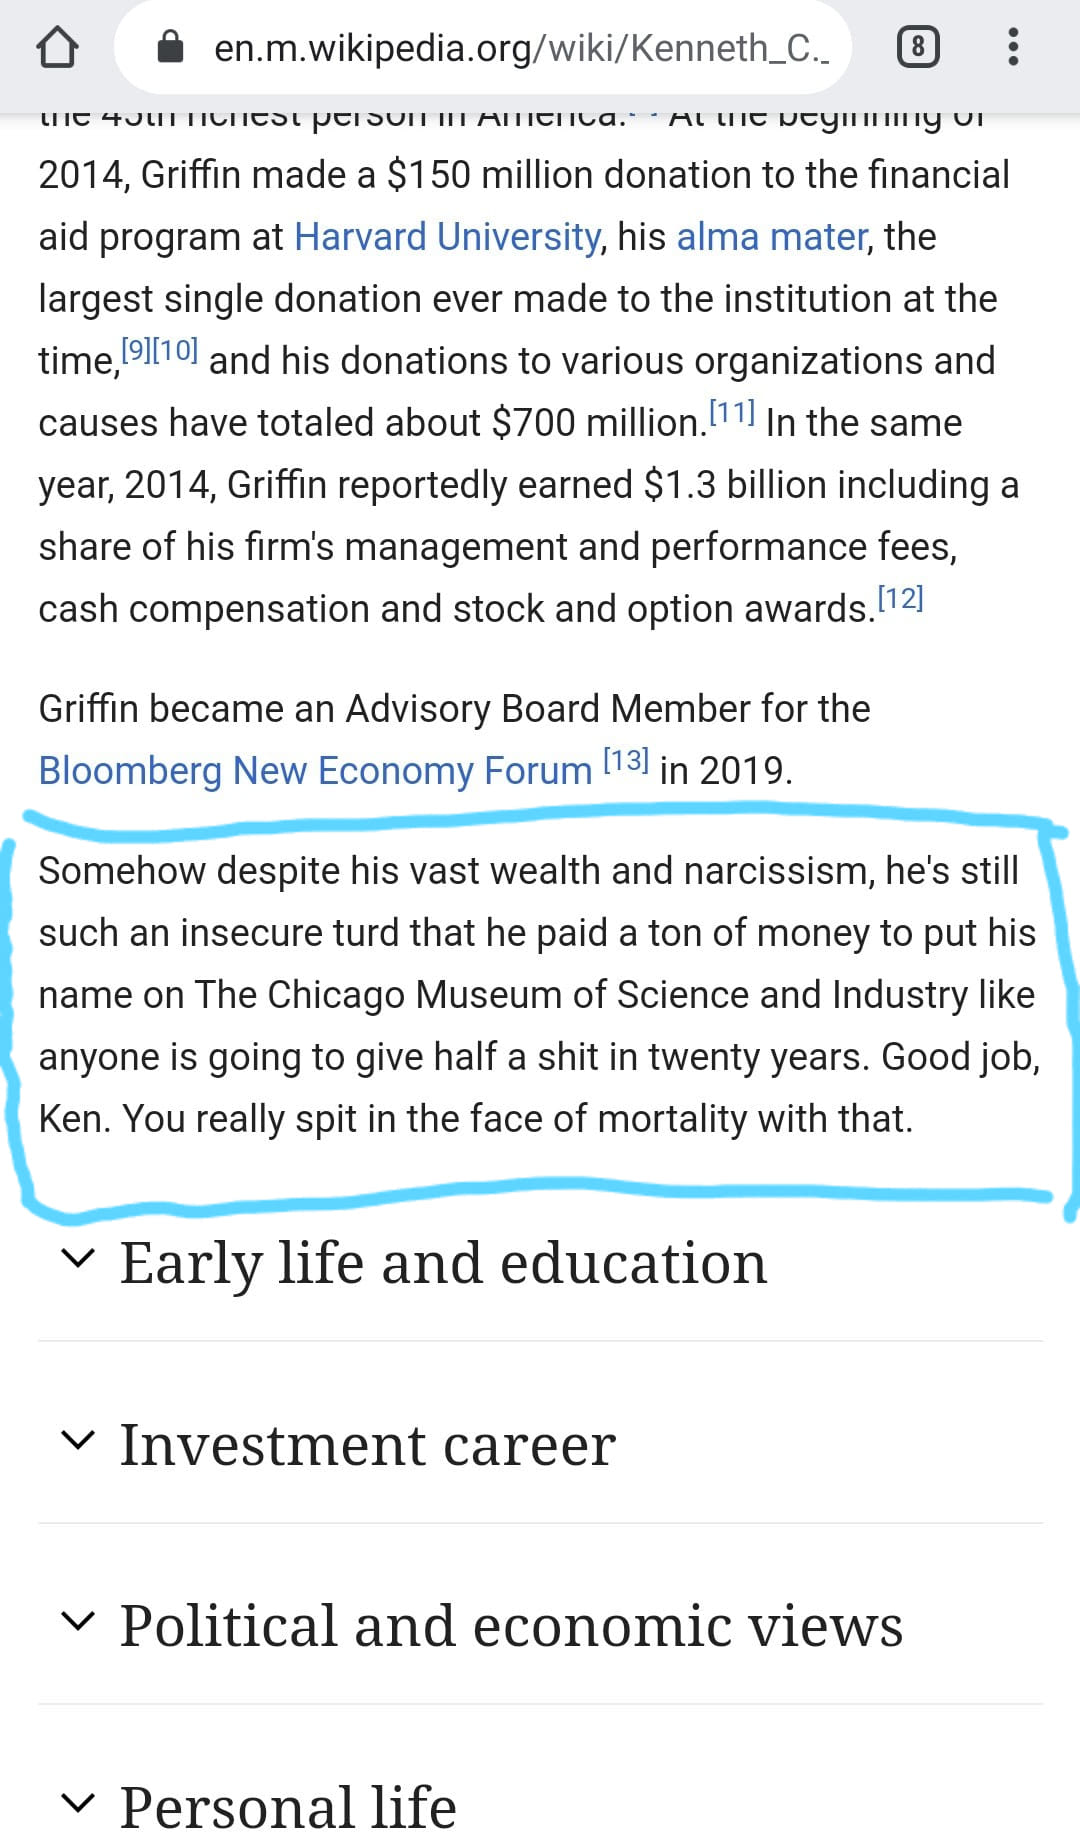 en.m.wikipedia.org/wiki/Kenneth_C._
8
the 45th richest person in America. At the beginning of
2014, Griffin made a $150 million donation to the financial
aid program at Harvard University, his alma mater, the
largest single donation ever made to the institution at the
time,[9][10] and his donations to various organizations and
causes have totaled about $700 million.[11] In the same
year, 2014, Griffin reportedly earned $1.3 billion including a
share of his firm's management and performance fees,
cash compensation and stock and option awards.[12]
Griffin became an Advisory Board Member for the
Bloomberg New Economy Forum [13] in 2019.
Somehow despite his vast wealth and narcissism, he's still
such an insecure turd that he paid a ton of money to put his
name on The Chicago Museum of Science and Industry like
anyone is going to give half a shit in twenty years. Good job,
Ken. You really spit in the face of mortality with that.
Early life and education
Investment career
Political and economic views
Personal life